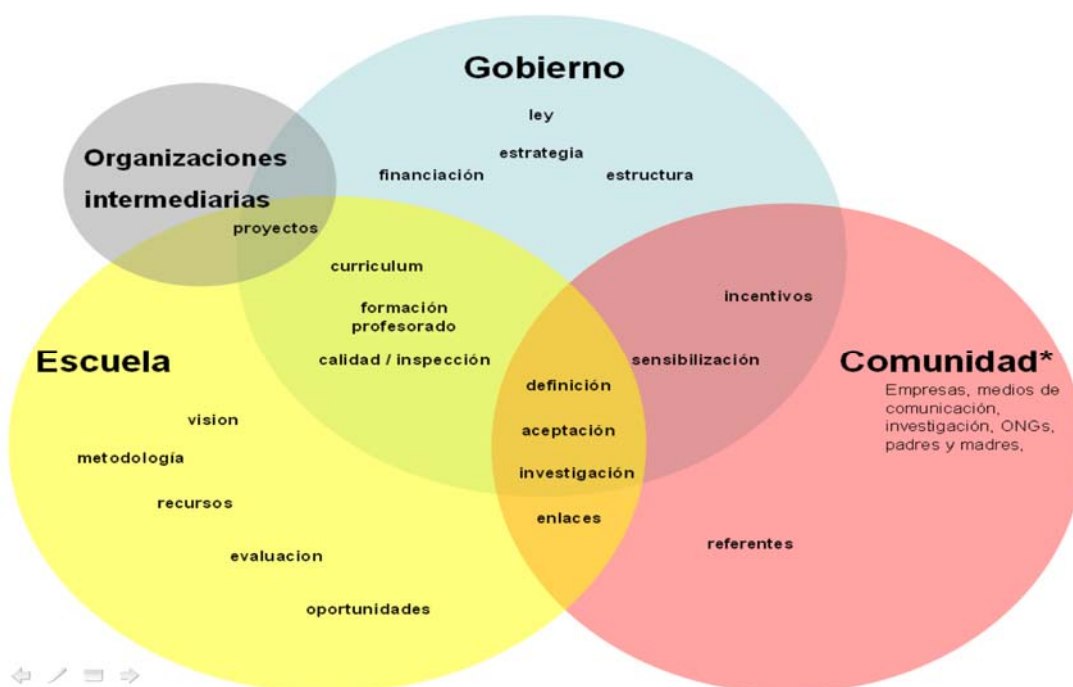 Gobierno
ley
estrategia
financiación
estructura
Organizaciones
intermediarias
proyectos
curriculum
formación
profesorado
calidad / inspección
incentivos
sensibilización
Escuela
vision
metodología
recursos
evaluacion
oportunidades
definición
aceptación
investigación
enlaces
Comunidad*
Empresas, medios de
comunicación,
investigación, ONGs,
padres y madres,
referentes